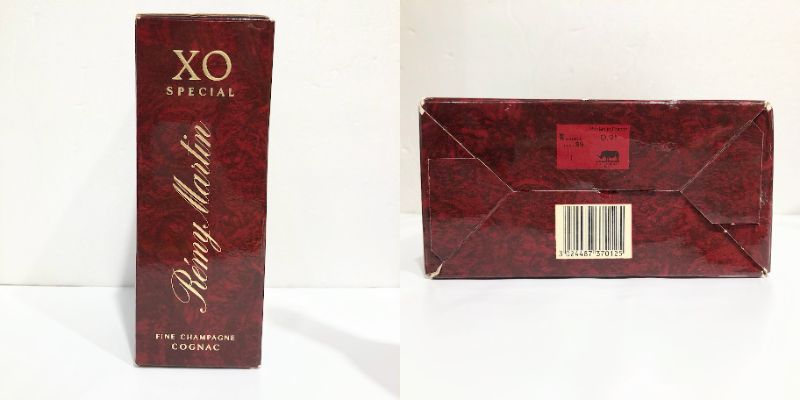 XO
SPECIAL
Rémy Martin
FINE CHAMPAGNE
COGNAC
3 024487 370125